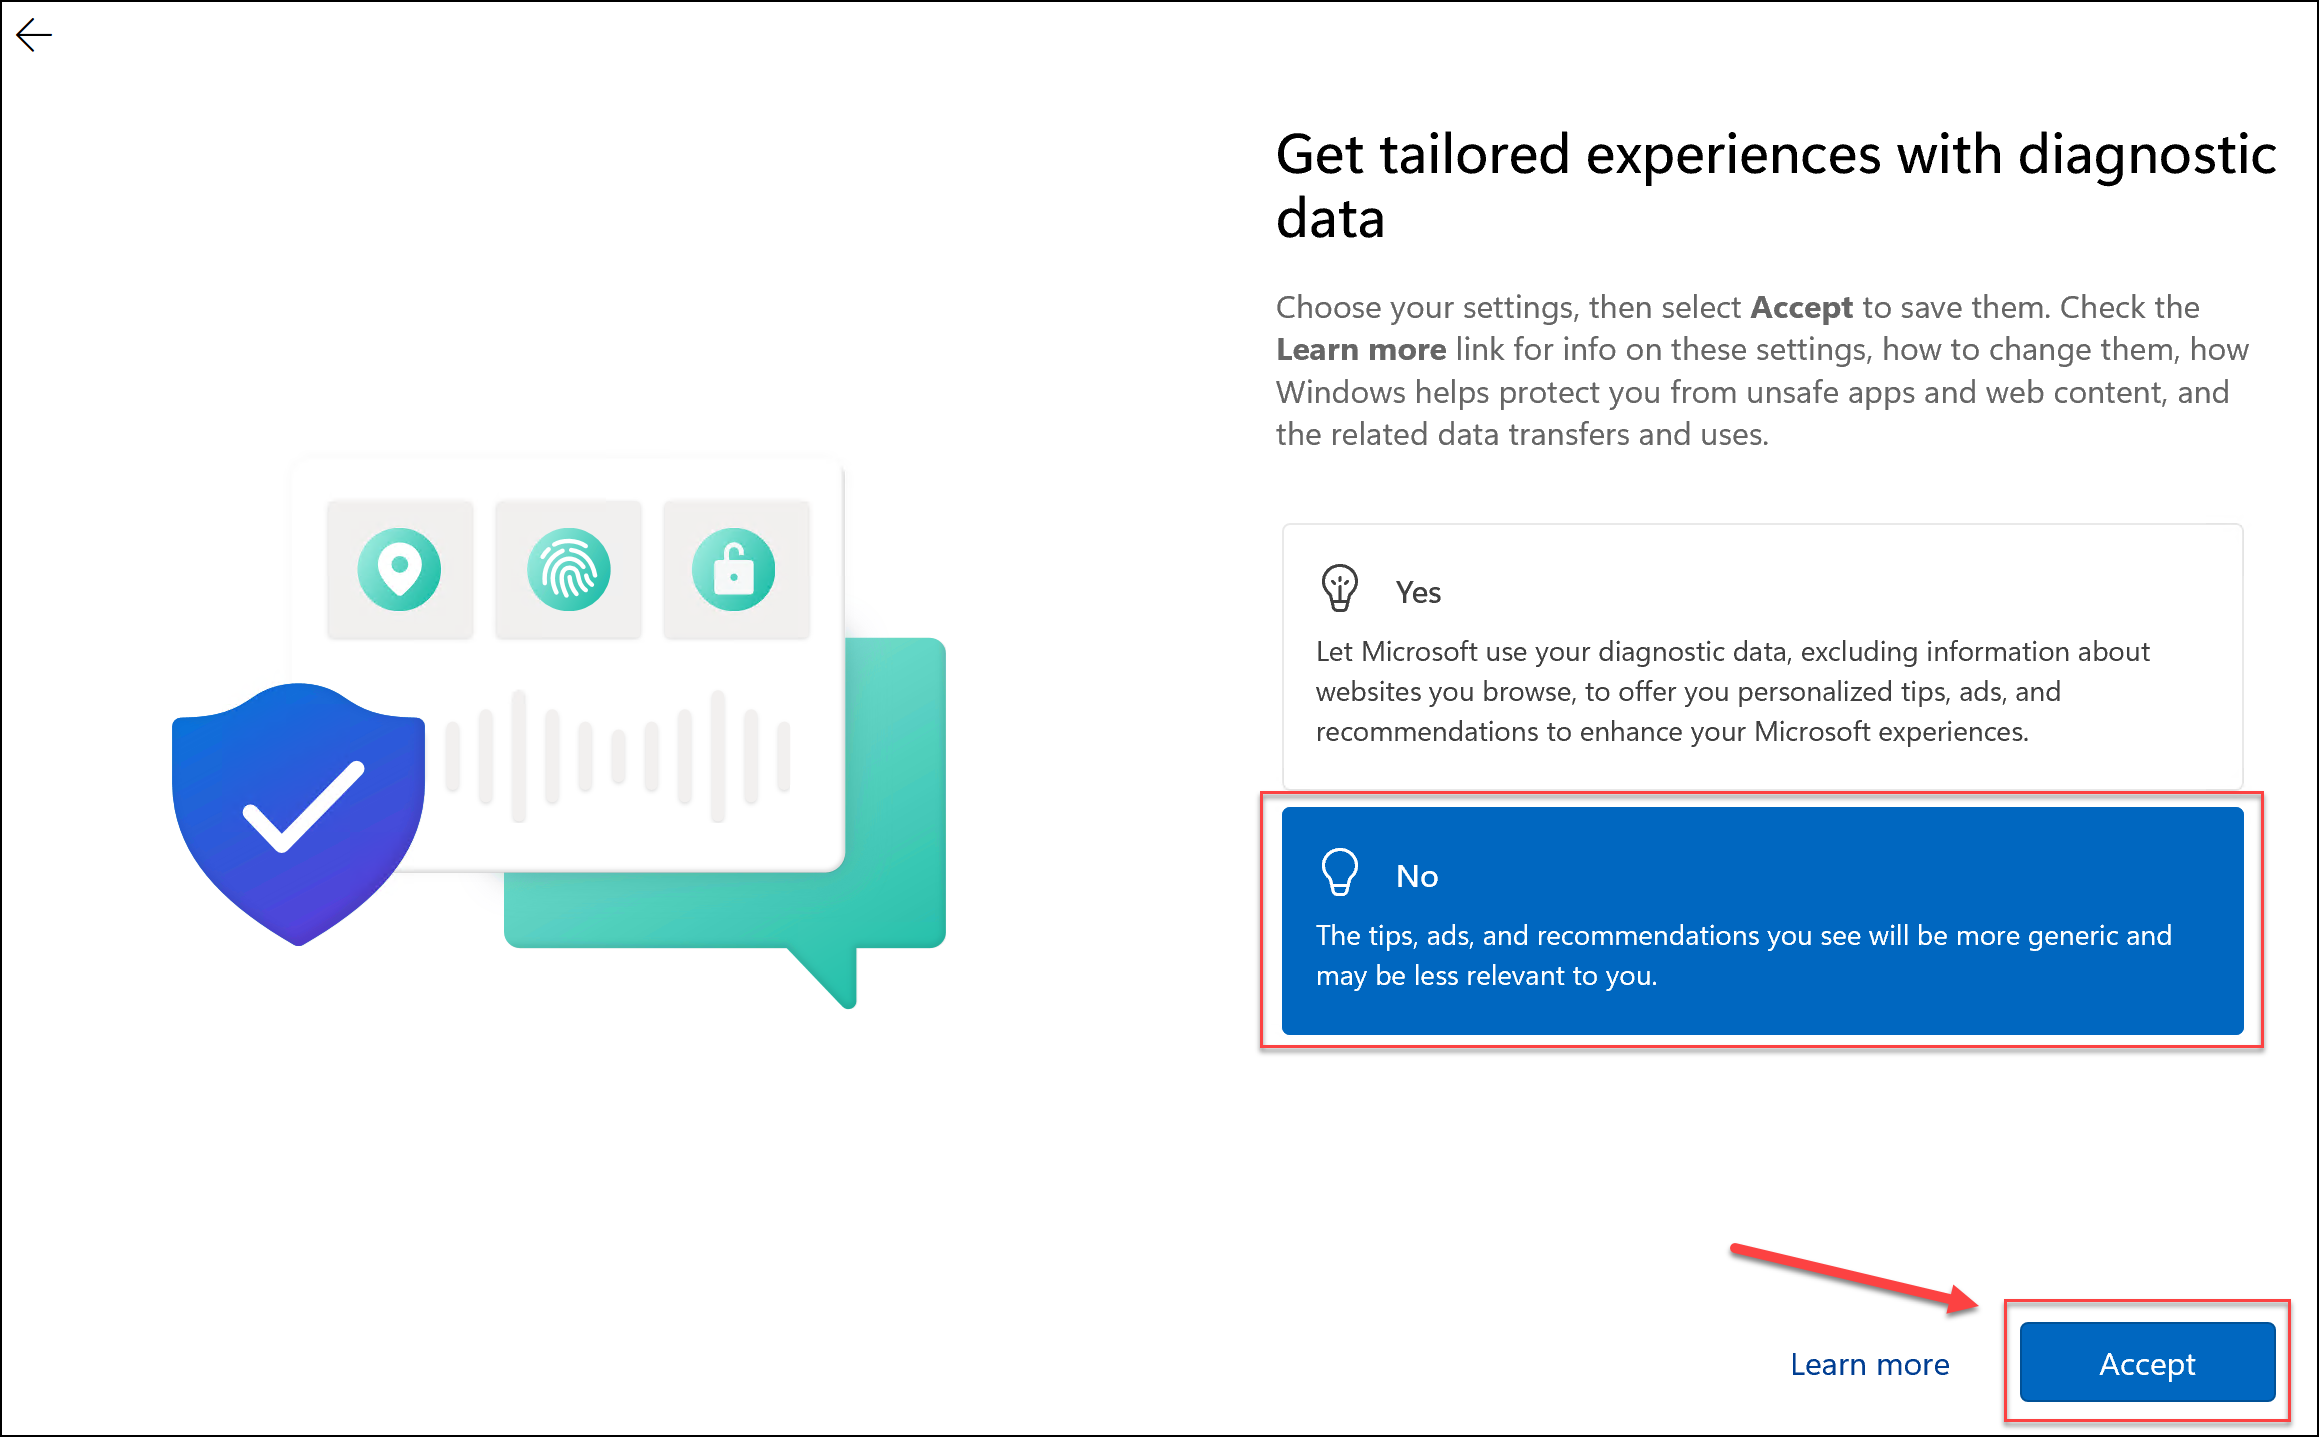 Get tailored experiences with diagnostic
data
Choose your settings, then select Accept to save them. Check the
Learn more link for info on these settings, how to change them, how
Windows helps protect you from unsafe apps and web content, and
the related data transfers and uses.
Yes
Let Microsoft use your diagnostic data, excluding information about
websites you browse, to offer you personalized tips, ads, and
recommendations to enhance your Microsoft experiences.
No
The tips, ads, and recommendations you see will be more generic and
may be less relevant to you.
Learn more
Accept